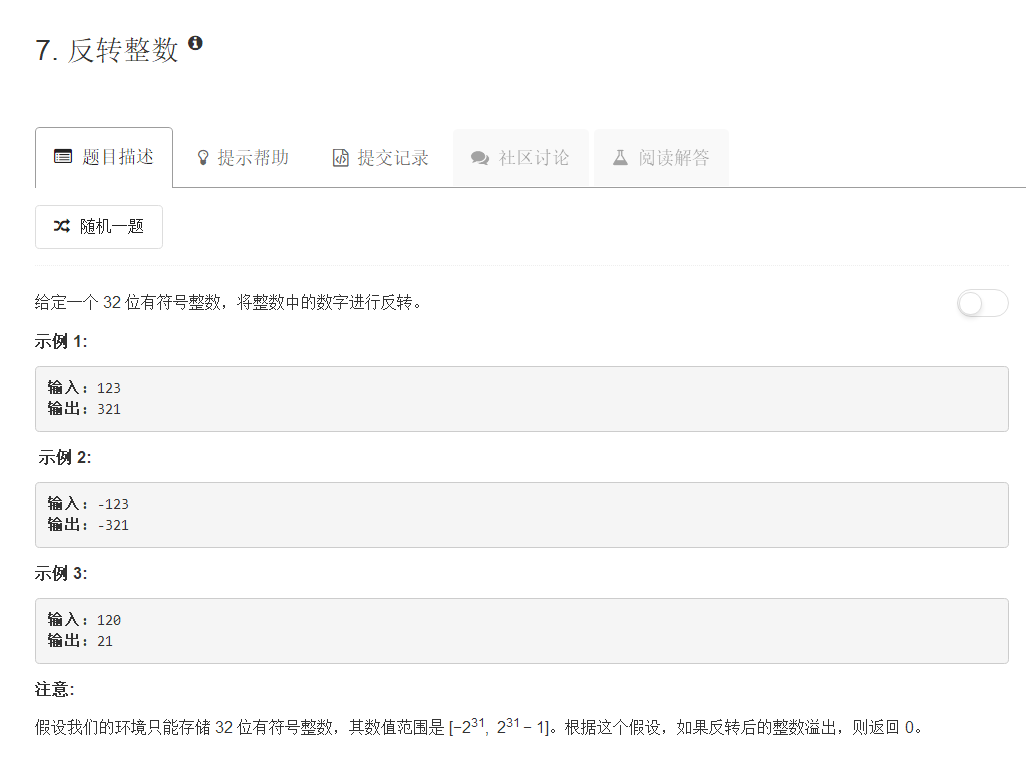 7. 反转整数
题目描述 提示帮助 提交记录 社区讨论 阅读解答
随机一题
给定一个 32 位有符号整数，将整数中的数字进行反转。
示例 1:
输入: 123
输出: 321
示例 2:
输入: -123
输出: -321
示例 3:
输入: 120
输出: 21
注意:
假设我们的环境只能存储 32 位有符号整数，其数值范围是 [−2³¹, 2³¹ − 1]。根据这个假设，如果反转后的整数溢出，则返回 0。